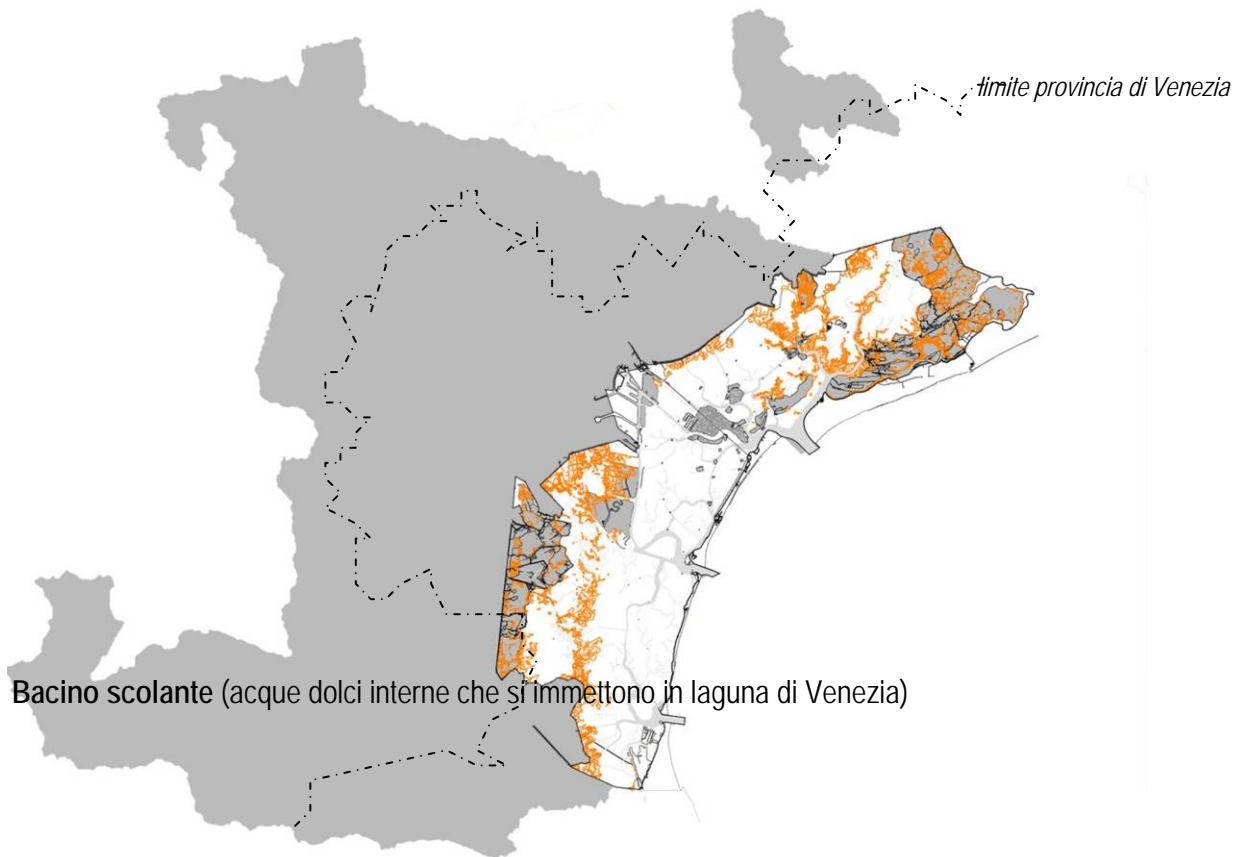 limite provincia di Venezia
Bacino scolante (acque dolci interne che si immettono in laguna di Venezia)